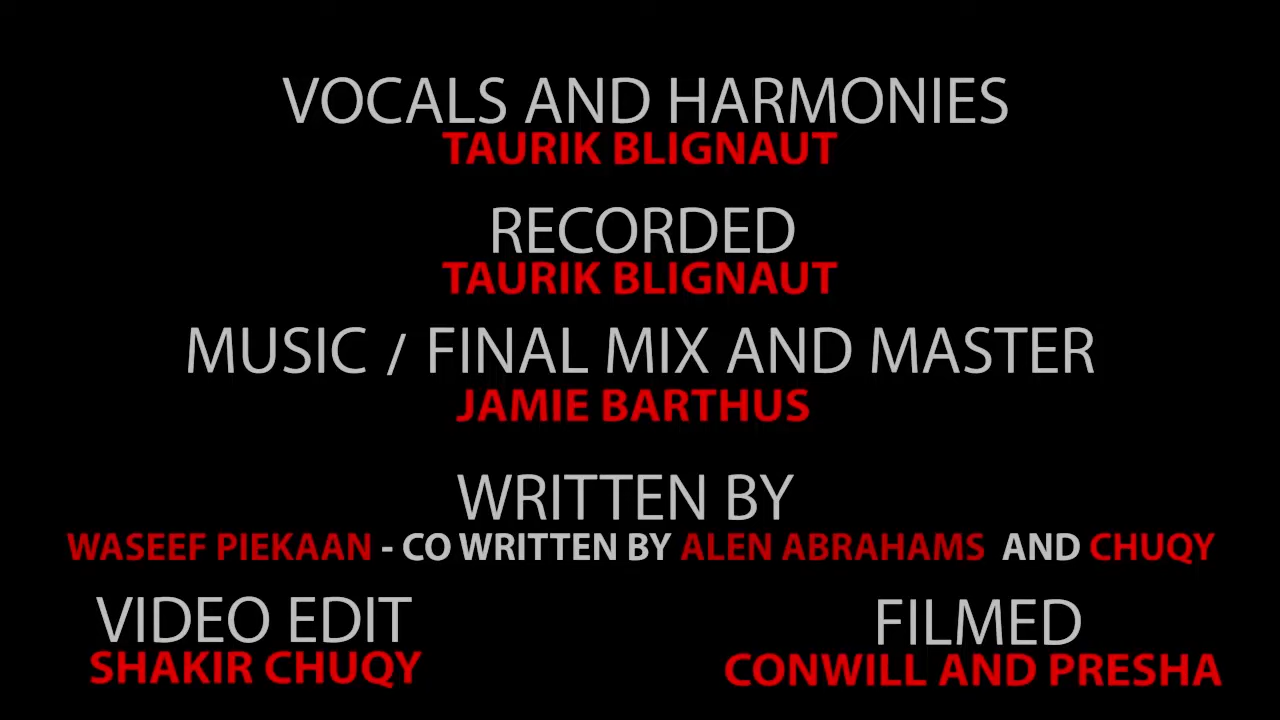 VOCALS AND HARMONIES
TAURIK BLIGNAUT
RECORDED
TAURIK BLIGNAUT
MUSIC / FINAL MIX AND MASTER
JAMIE BARTHUS
WRITTEN BY
WASEEF PIEKAAN - CO WRITTEN BY ALEN ABRAHAMS AND CHUQY
VIDEO EDIT
SHAKIR CHUQY
FILMED
CONWILL AND PRESHA